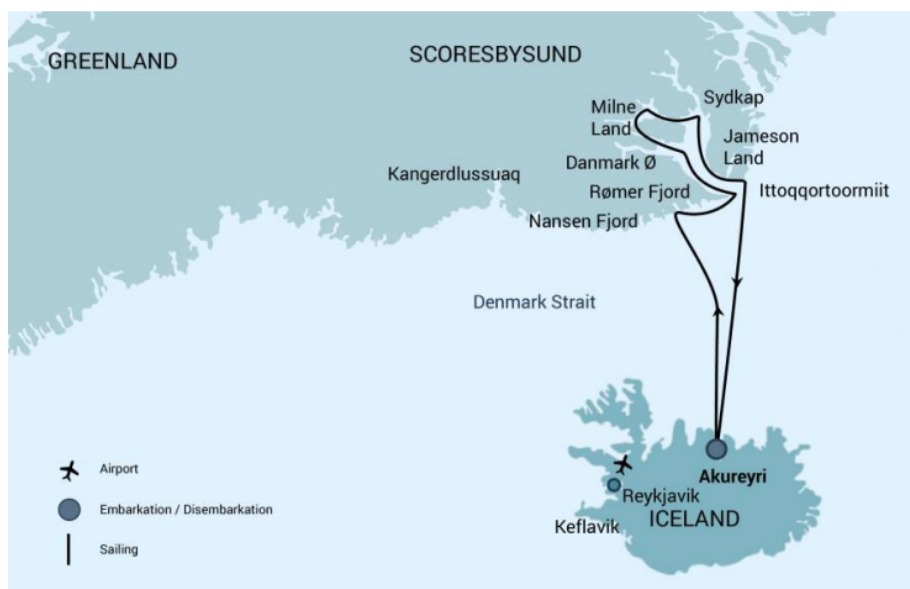 GREENLAND
SCORESBYSUND
Milne
Land
Sydkap
Jameson
Land
Danmark Ø
Kangerdlussuaq
Rømer Fjord
Ittoqqortoormiit
Nansen Fjord
Denmark Strait
Akureyri
Reykjavik
Keflavik
ICELAND
Airport
Embarkation / Disembarkation
Sailing